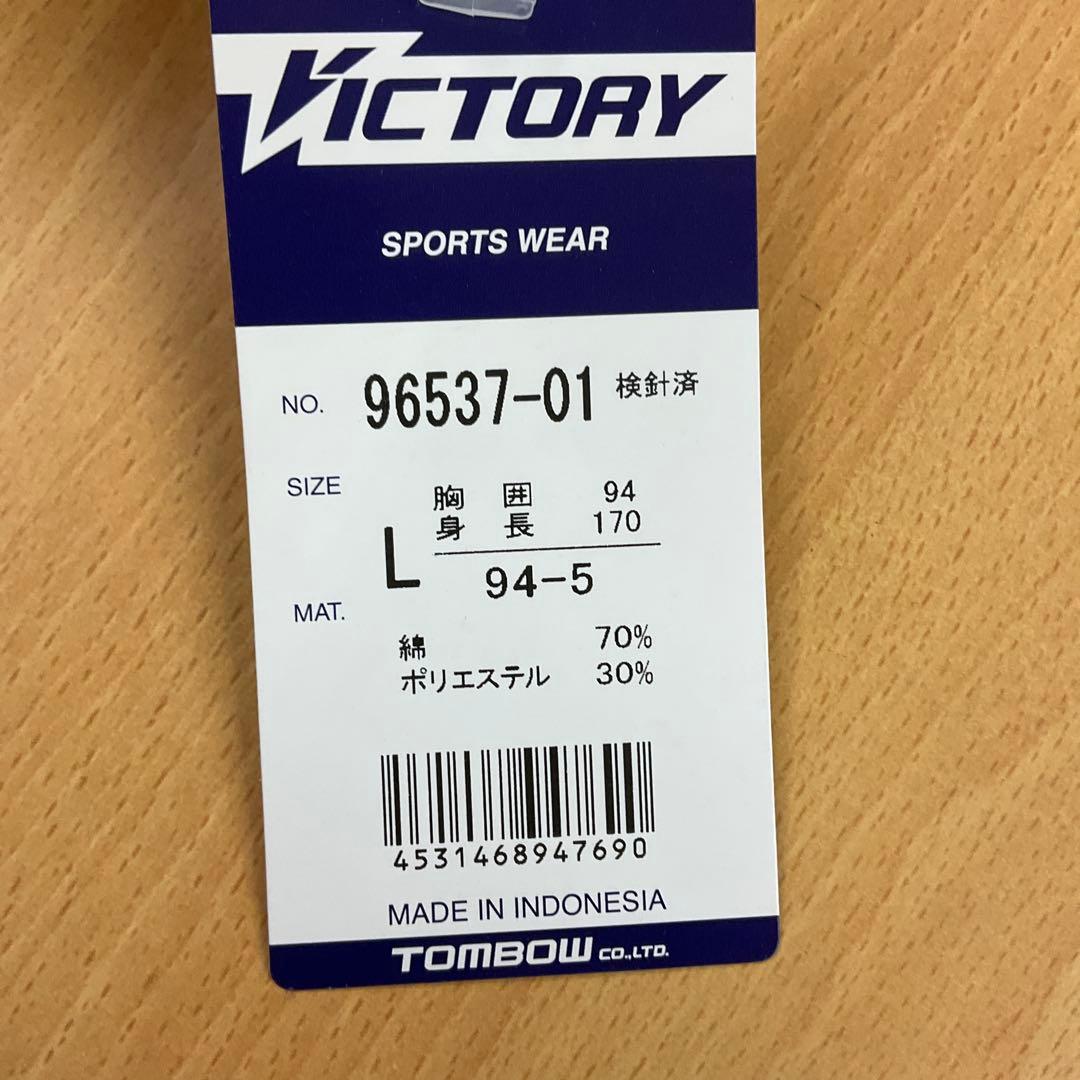 VICTORY
SPORTS WEAR
NO. 96537-01 検針済
SIZE
胸囲 94
身長 170
L
94-5
MAT.
綿 70%
ポリエステル 30%
4531468947690
MADE IN INDONESIA
TOMBOW CO.,LTD.